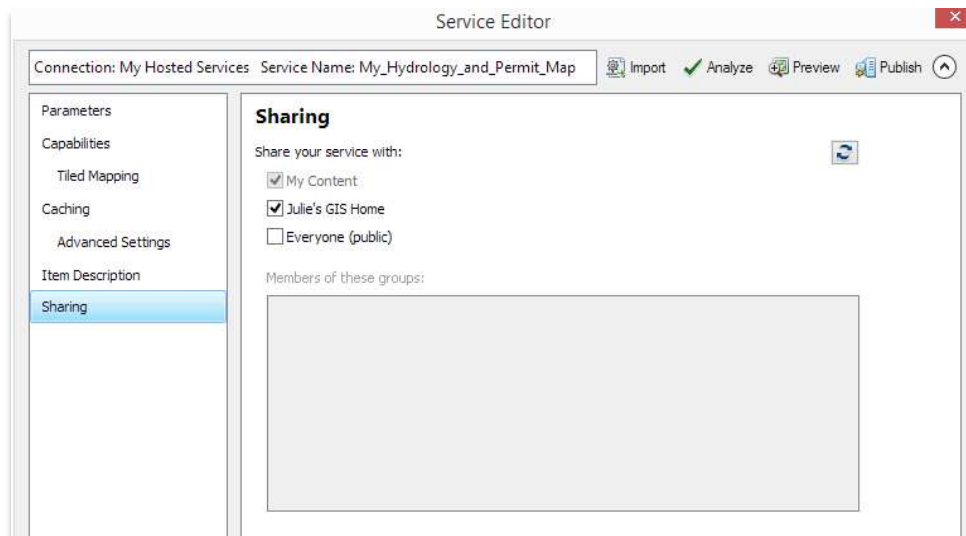 Service Editor
Connection: My Hosted Services   Service Name: My_Hydrology_and_Permit_Map
Import
Analyze
Preview
Publish
Parameters
Capabilities
Tiled Mapping
Caching
Advanced Settings
Item Description
Sharing
Sharing
Share your service with:
My Content
Julie's GIS Home
Everyone (public)
Members of these groups: